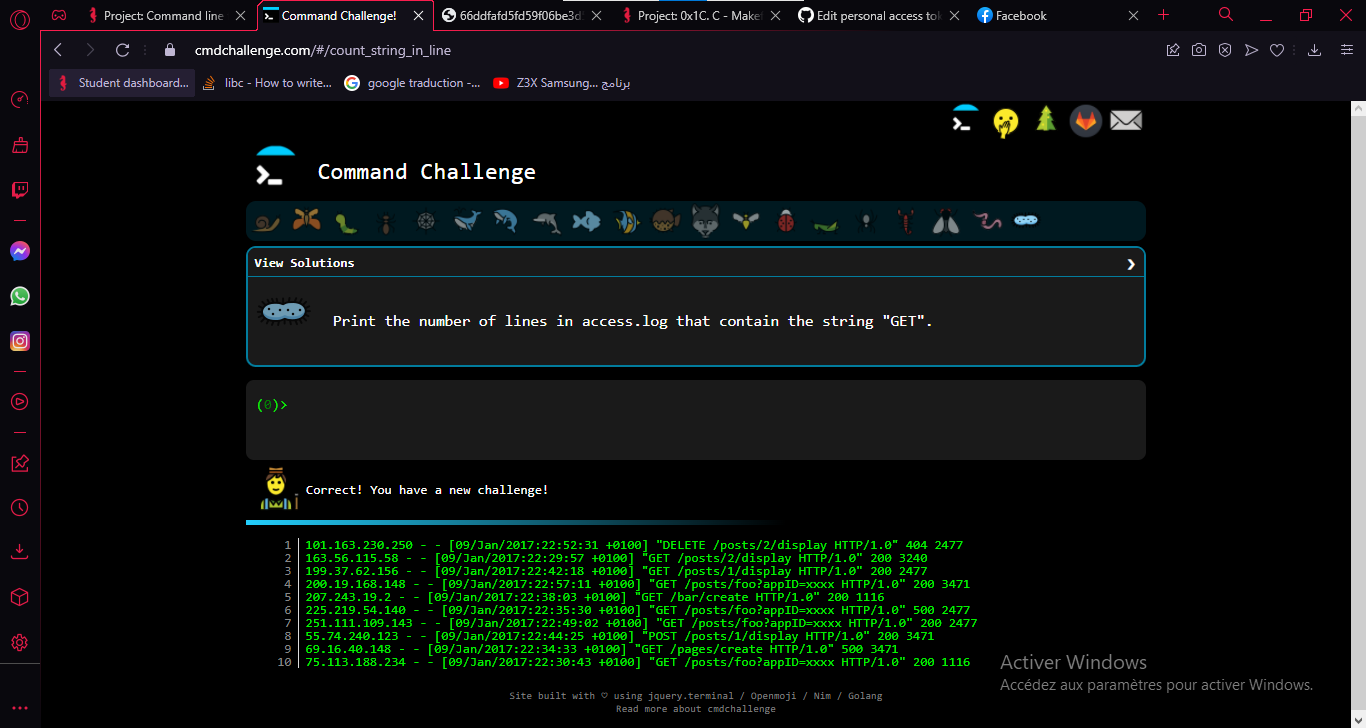 Project: Command line
Command Challenge!
66ddfafd5fd59f06be3d
Project: 0x1C. C - Makef
Edit personal access tok
Facebook
cmdchallenge.com/#/count_string_in_line
Student dashboard...
libc - How to write...
google traduction -...
Z3X Samsung... برنامج
Command Challenge
View Solutions
Print the number of lines in access.log that contain the string "GET".
(0)>
Correct! You have a new challenge!
1 101.163.230.250 - - [09/Jan/2017:22:52:31 +0100] "DELETE /posts/2/display HTTP/1.0" 404 2477
2 163.56.115.58 - - [09/Jan/2017:22:29:57 +0100] "GET /posts/2/display HTTP/1.0" 200 3240
3 199.37.62.156 - - [09/Jan/2017:22:42:18 +0100] "GET /posts/1/display HTTP/1.0" 200 2477
4 200.19.168.148 - - [09/Jan/2017:22:57:11 +0100] "GET /posts/foo?appID=xxxx HTTP/1.0" 200 3471
5 207.243.19.2 - - [09/Jan/2017:22:38:03 +0100] "GET /bar/create HTTP/1.0" 200 1116
6 225.219.54.140 - - [09/Jan/2017:22:35:30 +0100] "GET /posts/foo?appID=xxxx HTTP/1.0" 500 2477
7 251.111.109.143 - - [09/Jan/2017:22:49:02 +0100] "GET /posts/foo?appID=xxxx HTTP/1.0" 200 2477
8 55.74.240.123 - - [09/Jan/2017:22:44:25 +0100] "POST /posts/1/display HTTP/1.0" 200 3471
9 69.16.40.148 - - [09/Jan/2017:22:34:33 +0100] "GET /pages/create HTTP/1.0" 500 3471
10 75.113.188.234 - - [09/Jan/2017:22:30:43 +0100] "GET /posts/foo?appID=xxxx HTTP/1.0" 200 1116
Activer Windows
Accédez aux paramètres pour activer Windows.
Site built with ♡ using jquery.terminal / Openmoji / Nim / Golang
Read more about cmdchallenge